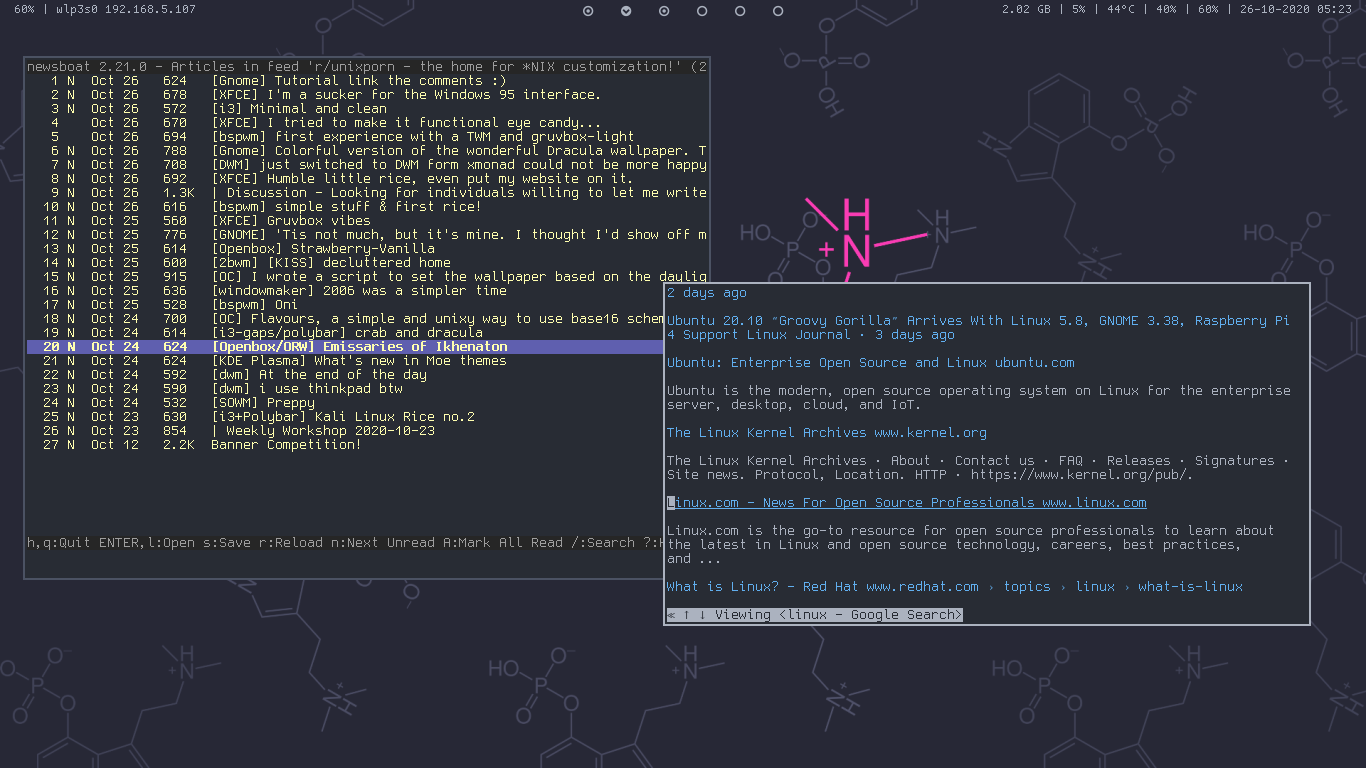 60% | wlp3s0 192.168.5.107
2.02 GB | 5% | 44°C | 40% | 60% | 26-10-2020 05:23
newsboat 2.21.0 - Articles in feed 'r/unixporn - the home for *NIX customization!' (2
1 N Oct 26 624 [Gnome] Tutorial link the comments :)
2 N Oct 26 678 [XFCE] I'm a sucker for the Windows 95 interface.
3 N Oct 26 572 [i3] Minimal and clean
4 Oct 26 670 [XFCE] I tried to make it functional eye candy...
5 Oct 26 694 [bspwm] first experience with a TWM and gruvbox-light
6 N Oct 26 788 [Gnome] Colorful version of the wonderful Dracula wallpaper. T
7 N Oct 26 708 [DWM] just switched to DWM form xmonad could not be more happy
8 N Oct 26 692 [XFCE] Humble little rice, even put my website on it.
9 N Oct 26 1.3K | Discussion - Looking for individuals willing to let me write
10 N Oct 26 616 [bspwm] simple stuff & first rice!
11 N Oct 25 560 [XFCE] Gruvbox vibes
12 N Oct 25 776 [GNOME] 'Tis not much, but it's mine. I thought I'd show off m
13 N Oct 25 614 [Openbox] Strawberry-Vanilla
14 N Oct 25 600 [2bwm] [KISS] decluttered home
15 N Oct 25 915 [OC] I wrote a script to set the wallpaper based on the daylig
16 N Oct 25 636 [windowmaker] 2006 was a simpler time
17 N Oct 25 528 [bspwm] Oni
18 N Oct 24 700 [OC] Flavours, a simple and unixy way to use base16 schem
19 N Oct 24 614 [i3-gaps/polybar] crab and dracula
20 N Oct 24 624 [Openbox/ORW] Emissaries of Ikhenaton
21 N Oct 24 624 [KDE Plasma] What's new in Moe themes
22 N Oct 24 592 [dwm] At the end of the day
23 N Oct 24 590 [dwm] i use thinkpad btw
24 N Oct 24 532 [SOWM] Preppy
25 N Oct 23 630 [i3+Polybar] Kali Linux Rice no.2
26 N Oct 23 854 | Weekly Workshop 2020-10-23
27 N Oct 12 2.2K Banner Competition!
h,q:Quit ENTER,l:Open s:Save r:Reload n:Next Unread A:Mark All Read /:Search ?:H
2 days ago
Ubuntu 20.10 "Groovy Gorilla" Arrives With Linux 5.8, GNOME 3.38, Raspberry Pi
4 Support Linux Journal · 3 days ago
Ubuntu: Enterprise Open Source and Linux ubuntu.com
Ubuntu is the modern, open source operating system on Linux for the enterprise
server, desktop, cloud, and IoT.
The Linux Kernel Archives www.kernel.org
The Linux Kernel Archives · About · Contact us · FAQ · Releases · Signatures ·
Site news. Protocol, Location. HTTP · https://www.kernel.org/pub/.
Linux.com - News For Open Source Professionals www.linux.com
Linux.com is the go-to resource for open source professionals to learn about
the latest in Linux and open source technology, careers, best practices,
and ...
What is Linux? - Red Hat www.redhat.com › topics › linux › what-is-linux
≪ ↑ ↓ Viewing <linux - Google Search>
H
N
+
HO
P
O
N
HO
P
O
HO
P
O
O⁻
O
N
H
HO
P
O
O⁻
O
N
H
HO
P
O
O⁻
O
N
H